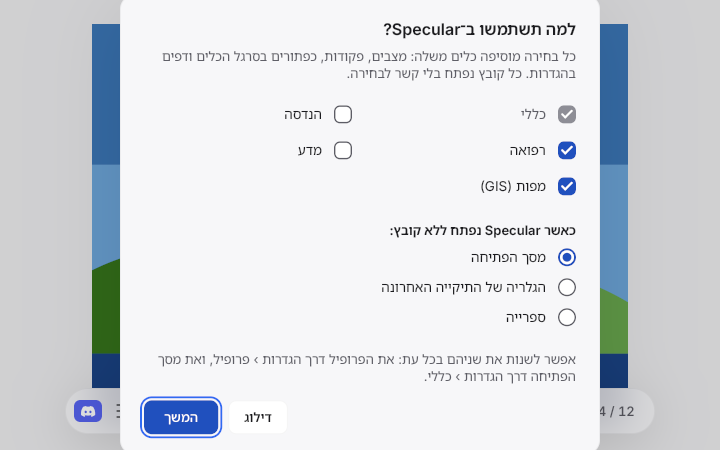 למה תשתמשו ב־Specular?
כל בחירה מוסיפה כלים משלה: מצבים, פקודות, כפתורים בסרגל הכלים ודפים
בהגדרות. כל קובץ נפתח בלי קשר לבחירה.
כללי
הנדסה
רפואה
מדע
מפות (GIS)
כאשר Specular נפתח ללא קובץ:
מסך הפתיחה
הגלריה של התיקייה האחרונה
ספרייה
אפשר לשנות את שניהם בכל עת: את הפרופיל דרך הגדרות › פרופיל, ואת מסך
הפתיחה דרך הגדרות › כללי.
דילוג
המשך
4 / 12